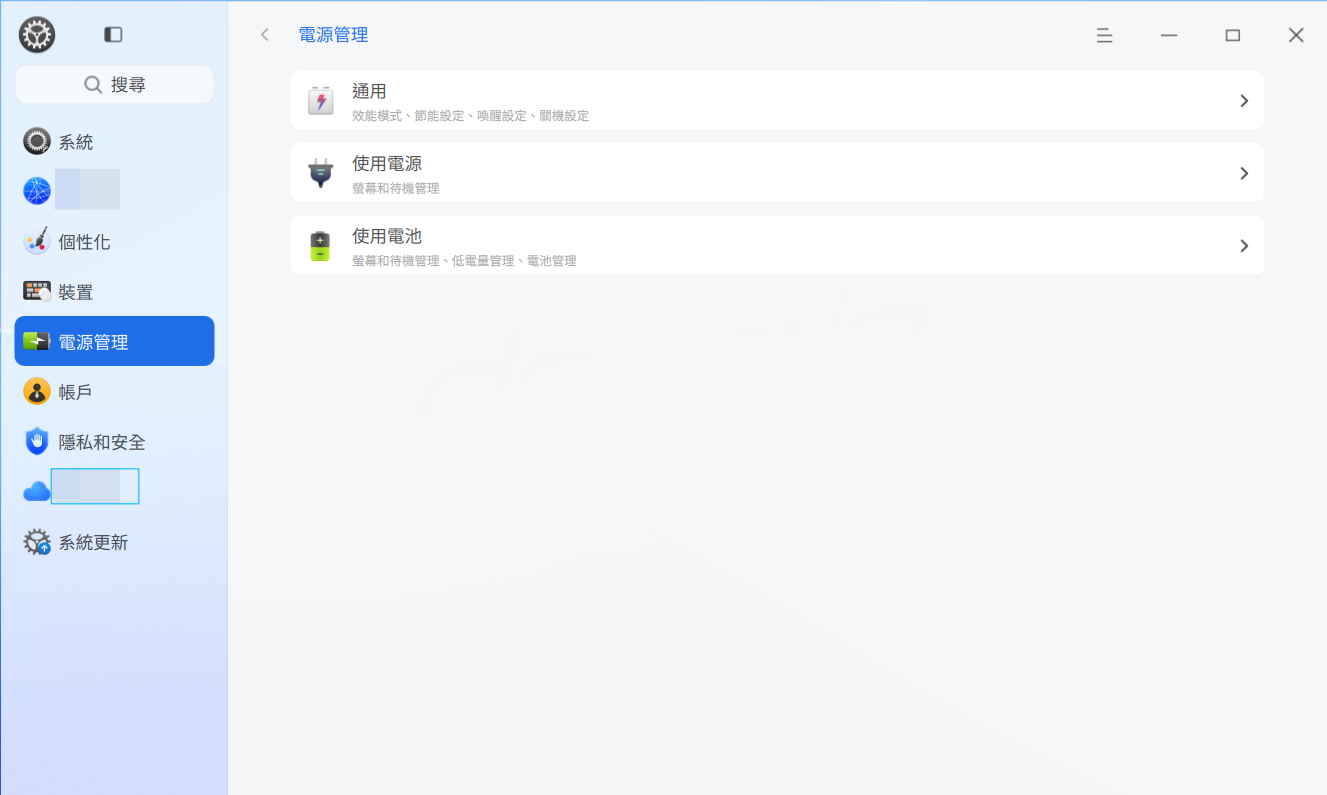 電源管理
搜尋
系統
個性化
裝置
電源管理
帳戶
隱私和安全
系統更新
通用
效能模式、節能設定、喚醒設定、關機設定
使用電源
螢幕和待機管理
使用電池
螢幕和待機管理、低電量管理、電池管理